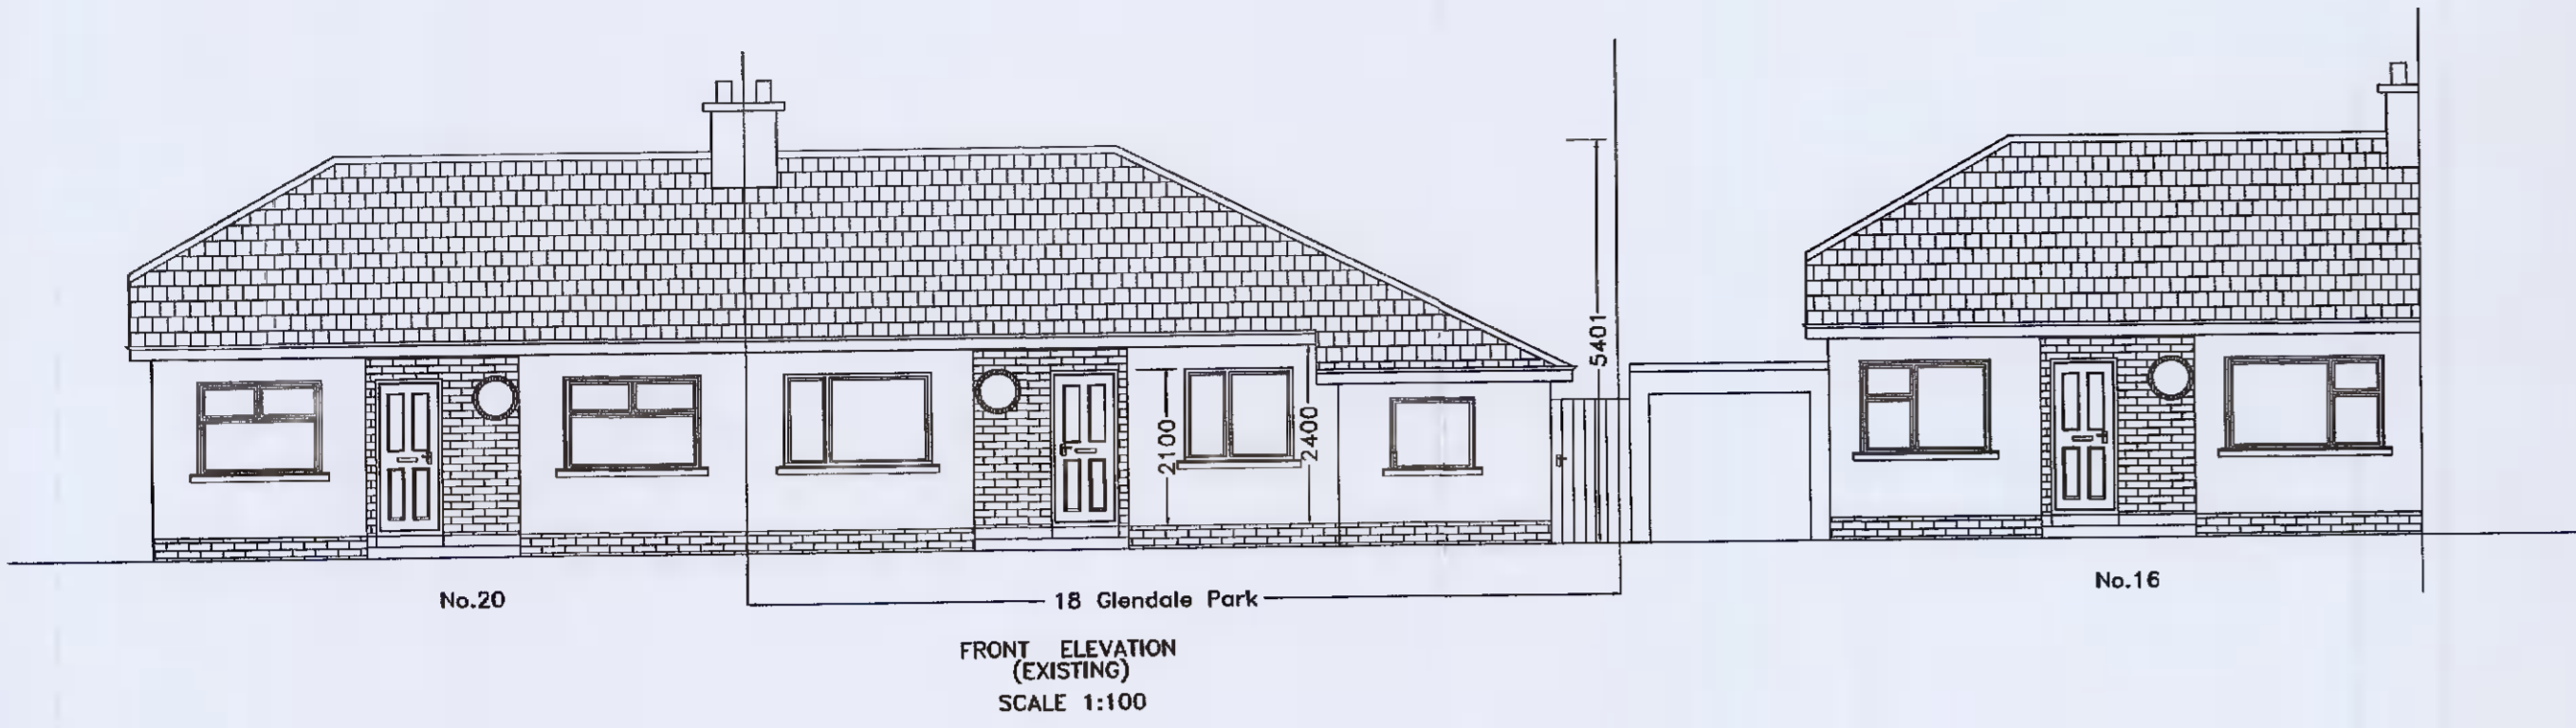 5401
2100
2400
No.20
18 Glendale Park
No.16
FRONT ELEVATION
(EXISTING)
SCALE 1:100